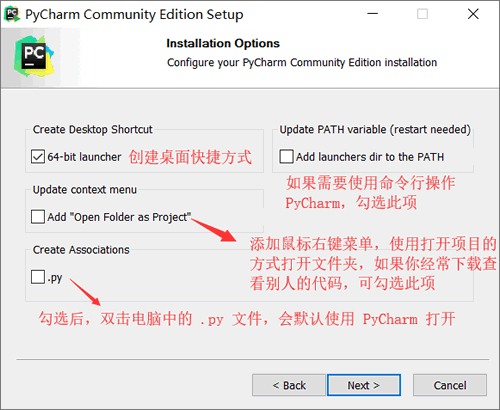 PyCharm Community Edition Setup
PC
Installation Options
Configure your PyCharm Community Edition installation
Create Desktop Shortcut
64-bit launcher
创建桌面快捷方式
Update PATH variable (restart needed)
Add launchers dir to the PATH
如果需要使用命令行操作
PyCharm，勾选此项
Update context menu
Add "Open Folder as Project"
添加鼠标右键菜单，使用打开项目的
方式打开文件夹，如果你经常下载查
看别人的代码，可勾选此项
Create Associations
.py
勾选后，双击电脑中的 .py 文件，会默认使用 PyCharm 打开
< Back
Next >
Cancel